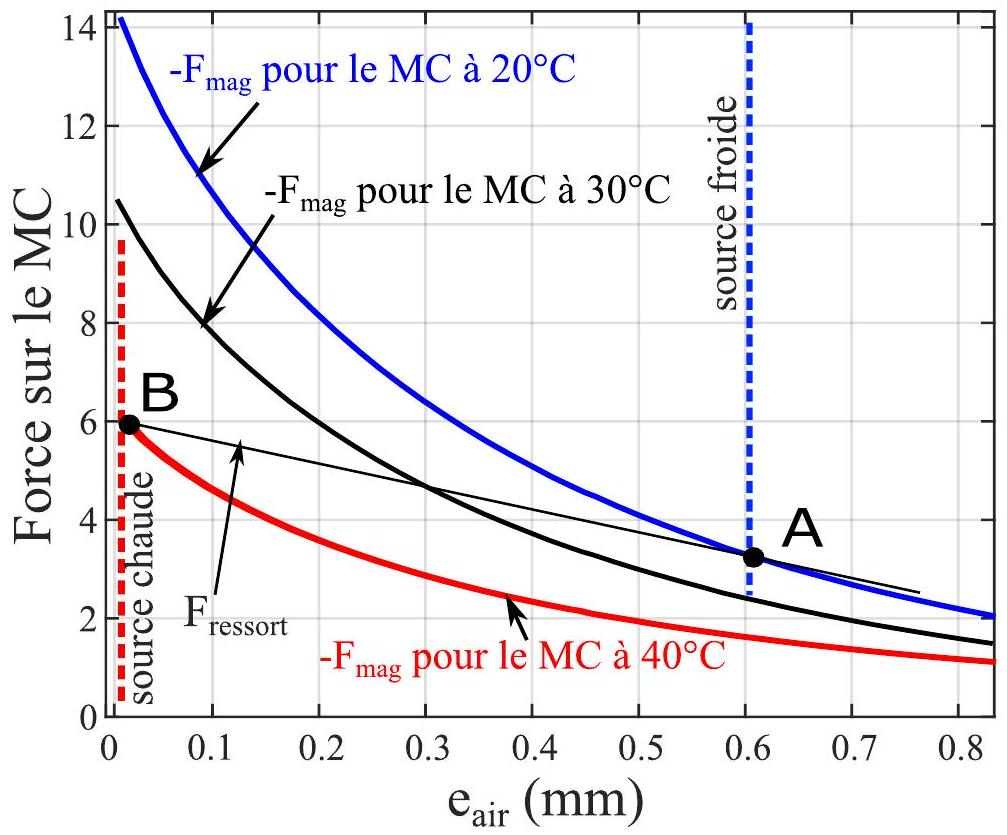 Force sur le MC
14
12
10
8
6
4
2
0
-Fmag pour le MC à 20°C
-Fmag pour le MC à 30°C
source froide
B
A
source chaude
Fressort
-Fmag pour le MC à 40°C
0 0.1 0.2 0.3 0.4 0.5 0.6 0.7 0.8
eair (mm)